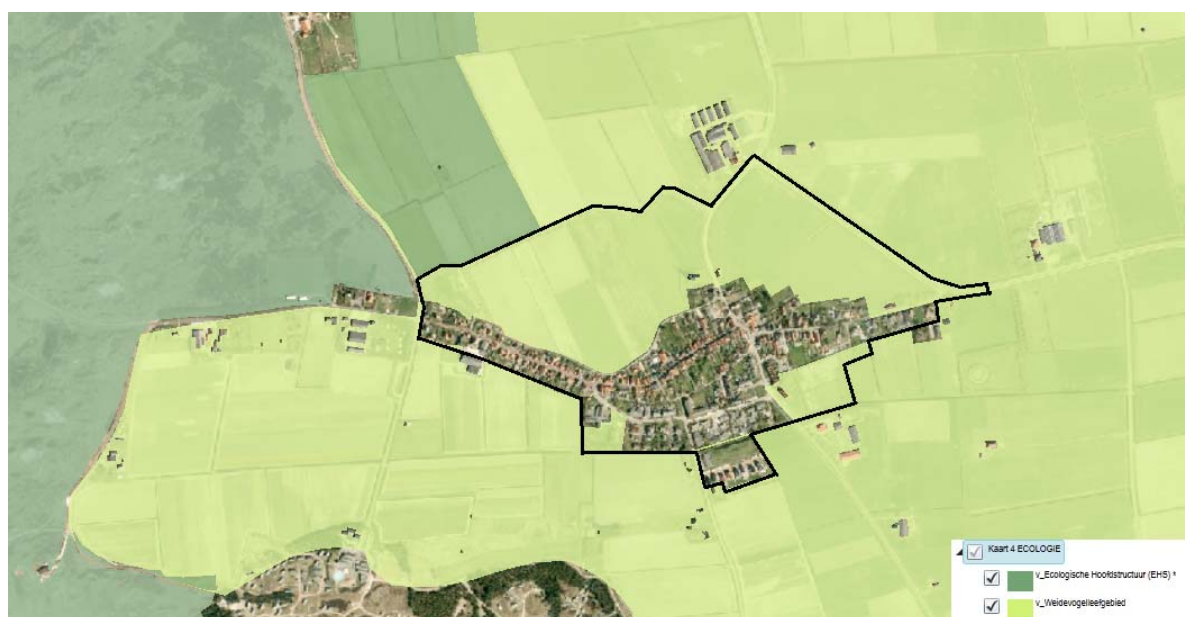 Kaart 4 ECOLOGIE
v_Ecologische Hoofdstructuur (EHS) *
v_Weidevogelleefgebied